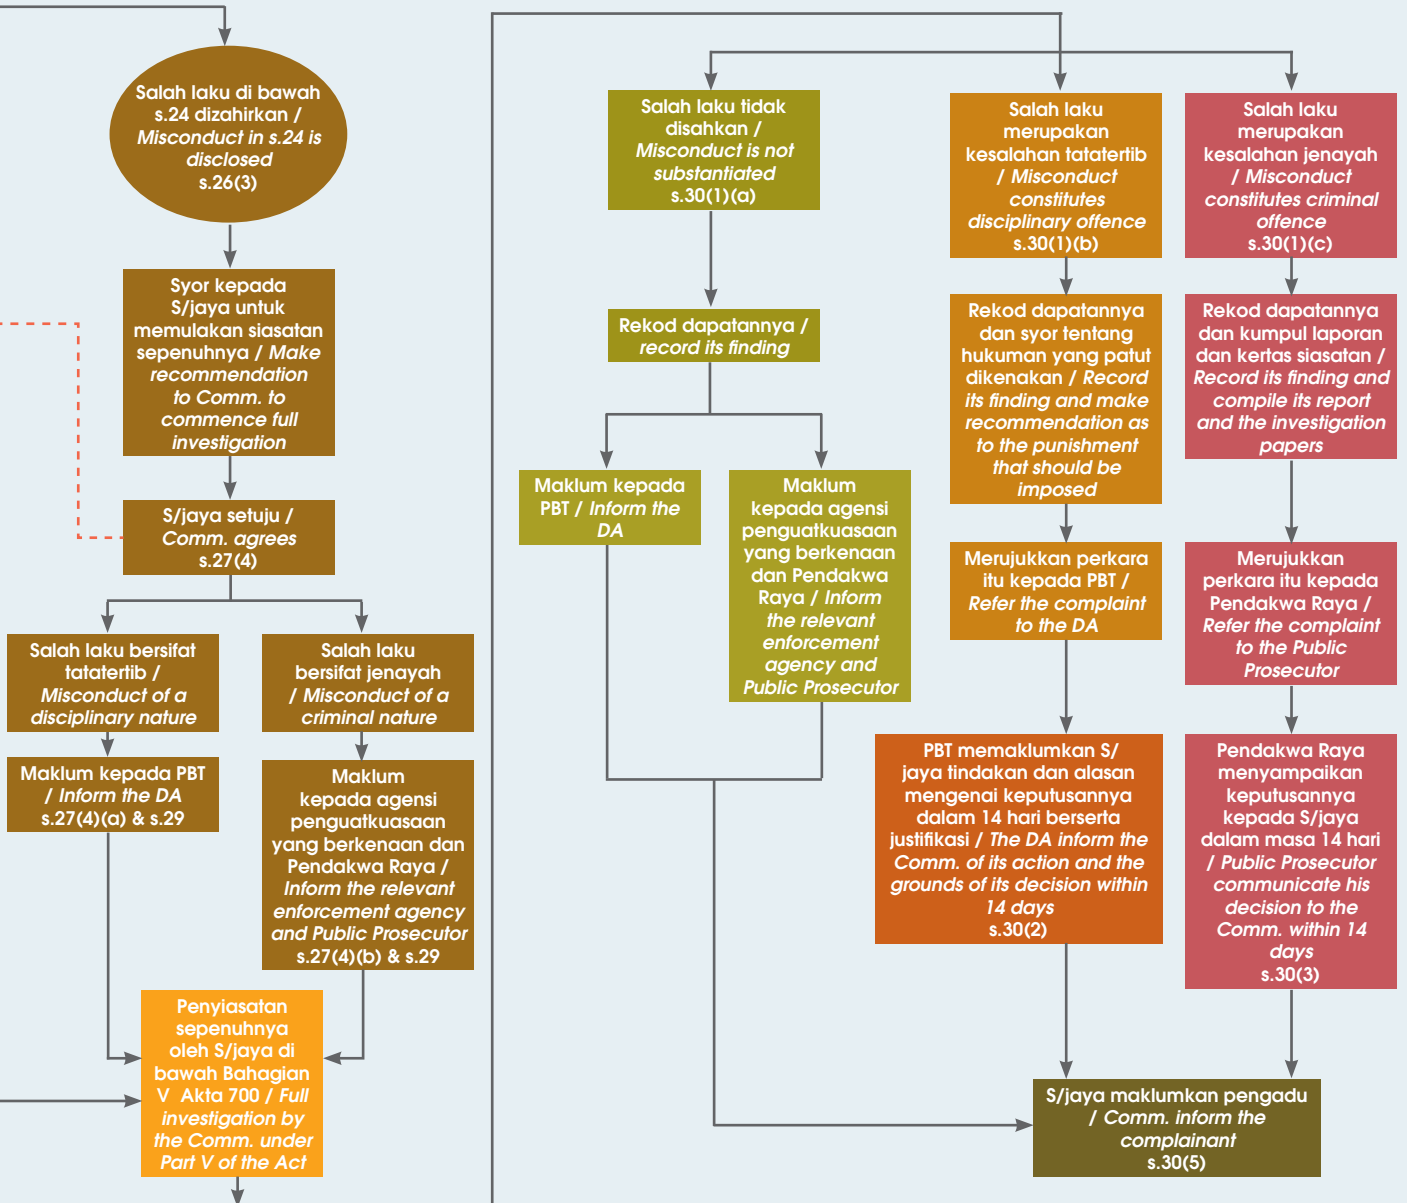 Salah laku di bawah
s.24 dizahirkan /
Misconduct in s.24 is
disclosed
s.26(3)
Syor kepada
S/jaya untuk
memulakan siasatan
sepenuhnya / Make
recommendation
to Comm. to
commence full
investigation
S/jaya setuju /
Comm. agrees
s.27(4)
Salah laku bersifat
tatatertib /
Misconduct of a
disciplinary nature
Salah laku
bersifat jenayah
/ Misconduct of a
criminal nature
Maklum kepada PBT
/ Inform the DA
s.27(4)(a) & s.29
Maklum
kepada agensi
penguatkuasaan
yang berkenaan dan
Pendakwa Raya /
Inform the relevant
enforcement agency
and Public Prosecutor
s.27(4)(b) & s.29
Penyiasatan
sepenuhnya
oleh S/jaya di
bawah Bahagian
V Akta 700 / Full
investigation by
the Comm. under
Part V of the Act
Salah laku tidak
disahkan /
Misconduct is not
substantiated
s.30(1)(a)
Rekod dapatannya /
record its finding
Maklum kepada
PBT / Inform the
DA
Maklum
kepada agensi
penguatkuasaan
yang berkenaan
dan Pendakwa
Raya / Inform
the relevant
enforcement
agency and
Public Prosecutor
Salah laku
merupakan
kesalahan tatatertib
/ Misconduct
constitutes
disciplinary offence
s.30(1)(b)
Rekod dapatannya
dan syor tentang
hukuman yang patut
dikenakan / Record
its finding and make
recommendation as
to the punishment
that should be
imposed
Merujukkan perkara
itu kepada PBT /
Refer the complaint
to the DA
PBT memaklumkan S/
jaya tindakan dan alasan
mengenai keputusannya
dalam 14 hari berserta
justifikasi / The DA inform the
Comm. of its action and the
grounds of its decision within
14 days
s.30(2)
Salah laku
merupakan
kesalahan jenayah
/ Misconduct
constitutes criminal
offence
s.30(1)(c)
Rekod dapatannya
dan kumpul laporan
dan kertas siasatan /
Record its finding and
compile its report
and the investigation
papers
Merujukkan
perkara itu kepada
Pendakwa Raya /
Refer the complaint
to the Public
Prosecutor
Pendakwa Raya
menyampaikan
keputusannya
kepada S/jaya
dalam masa 14 hari
/ Public Prosecutor
communicate his
decision to the
Comm. within 14
days
s.30(3)
S/jaya maklumkan pengadu
/ Comm. inform the
complainant
s.30(5)